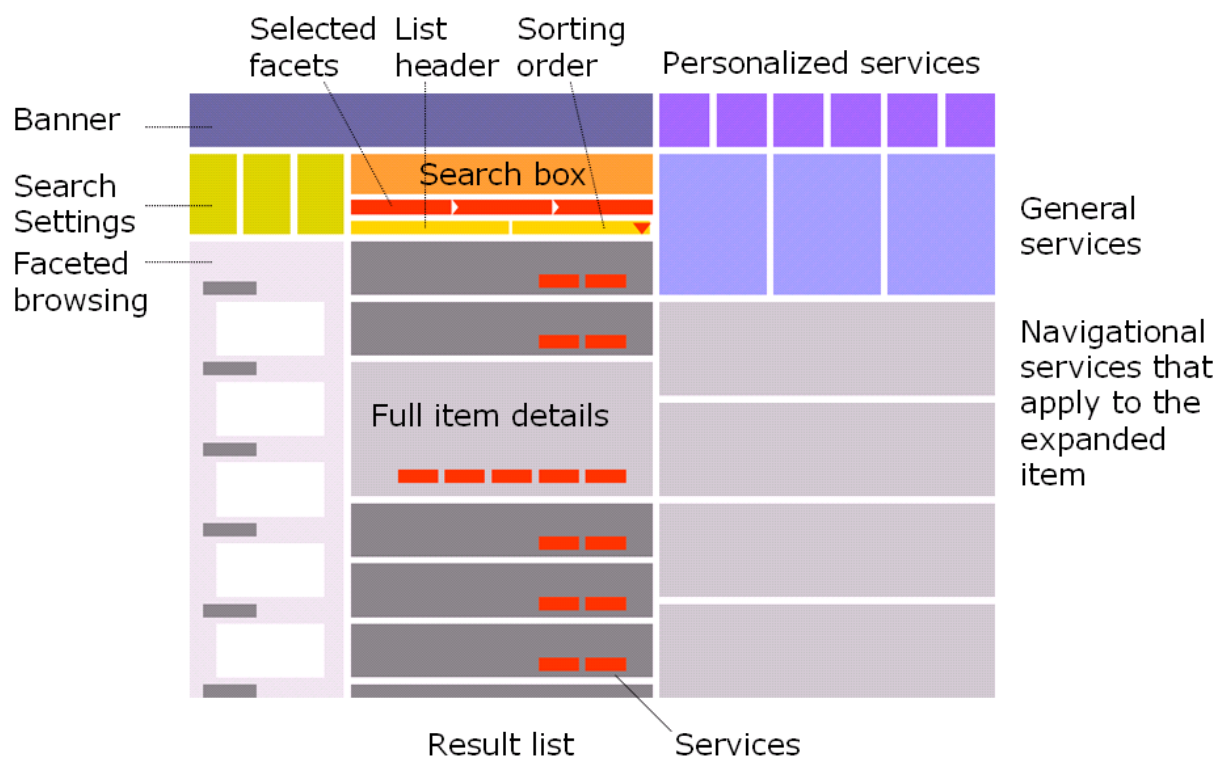 Selected
facets
List
header
Sorting
order
Personalized services
Banner
Search box
Search
Settings
General
services
Faceted
browsing
Navigational
services that
apply to the
expanded
item
Full item details
Result list
Services